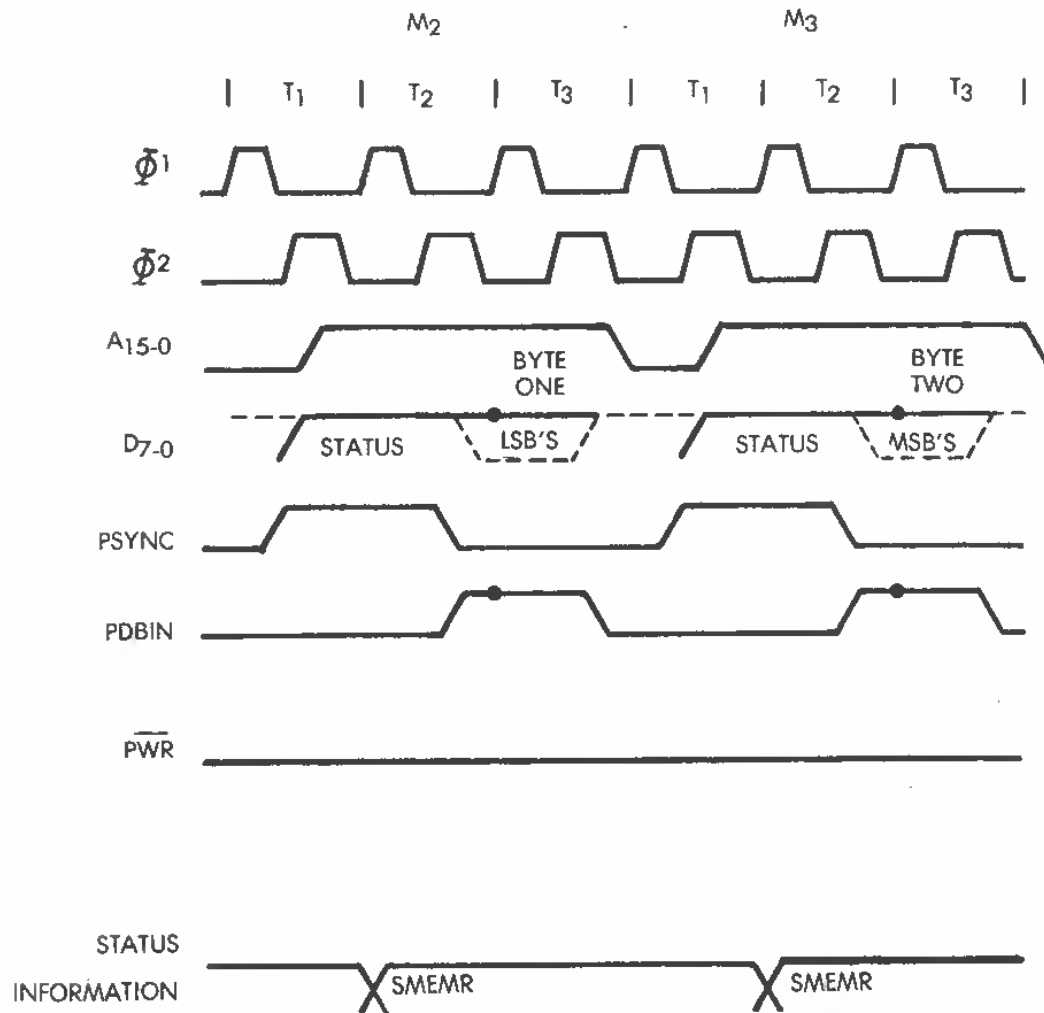 M2 M3
| T1 | T2 | T3 | T1 | T2 | T3 |
Φ1
Φ2
A15-0
BYTE ONE
BYTE TWO
D7-0 STATUS LSB'S STATUS MSB'S
PSYNC
PDBIN
P̅W̅R̅
STATUS
INFORMATION SMEMR SMEMR